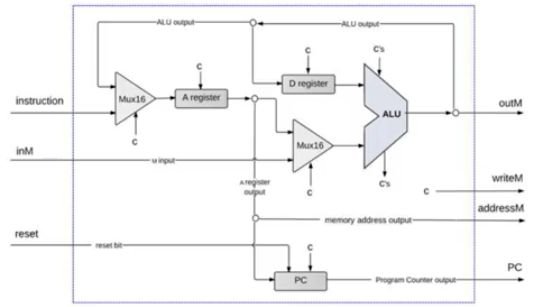 ALU output
ALU output
C
C
C's
Mux16
A register
D register
ALU
instruction
outM
C
Mux16
inM
M input
C's
A register
output
C
C
writeM
addressM
memory address output
reset
reset bit
C
PC
PC
Program Counter output